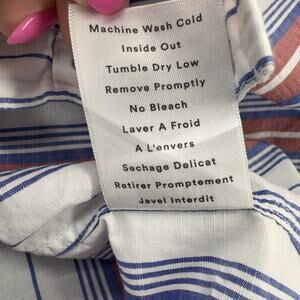 Machine Wash Cold
Inside Out
Tumble Dry Low
Remove Promptly
No Bleach
Laver A Froid
A L'envers
Sechage Delicat
Retirer Promptement
Javel Interdit